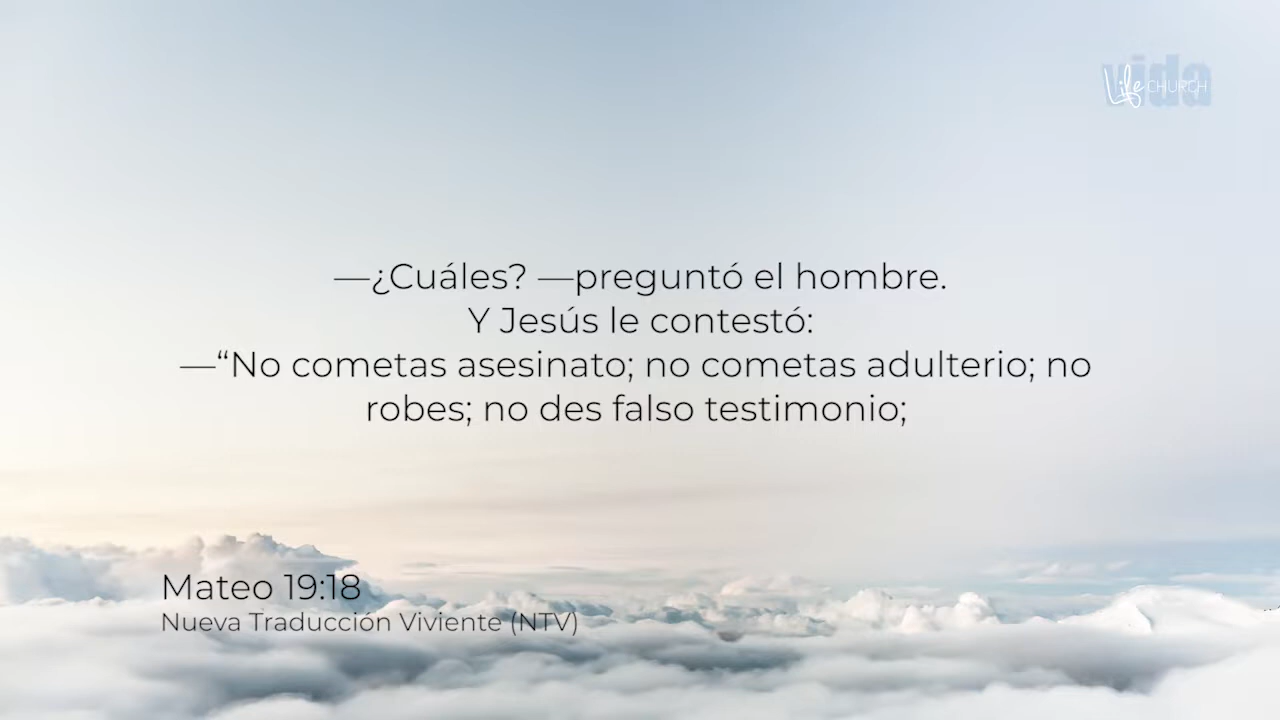 vida
Life CHURCH
—¿Cuáles? —preguntó el hombre.
Y Jesús le contestó:
—“No cometas asesinato; no cometas adulterio; no
robes; no des falso testimonio;
Mateo 19:18
Nueva Traducción Viviente (NTV)